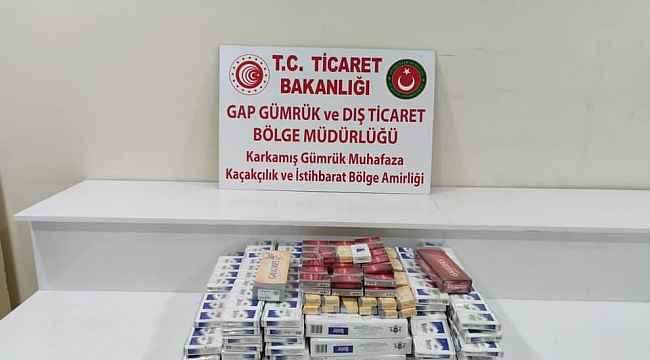 T.C. TİCARET
BAKANLIĞI
GAP GÜMRÜK ve DIŞ TİCARET
BÖLGE MÜDÜRLÜĞÜ
Karkamış Gümrük Muhafaza
Kaçakçılık ve İstihbarat Bölge Amirliği